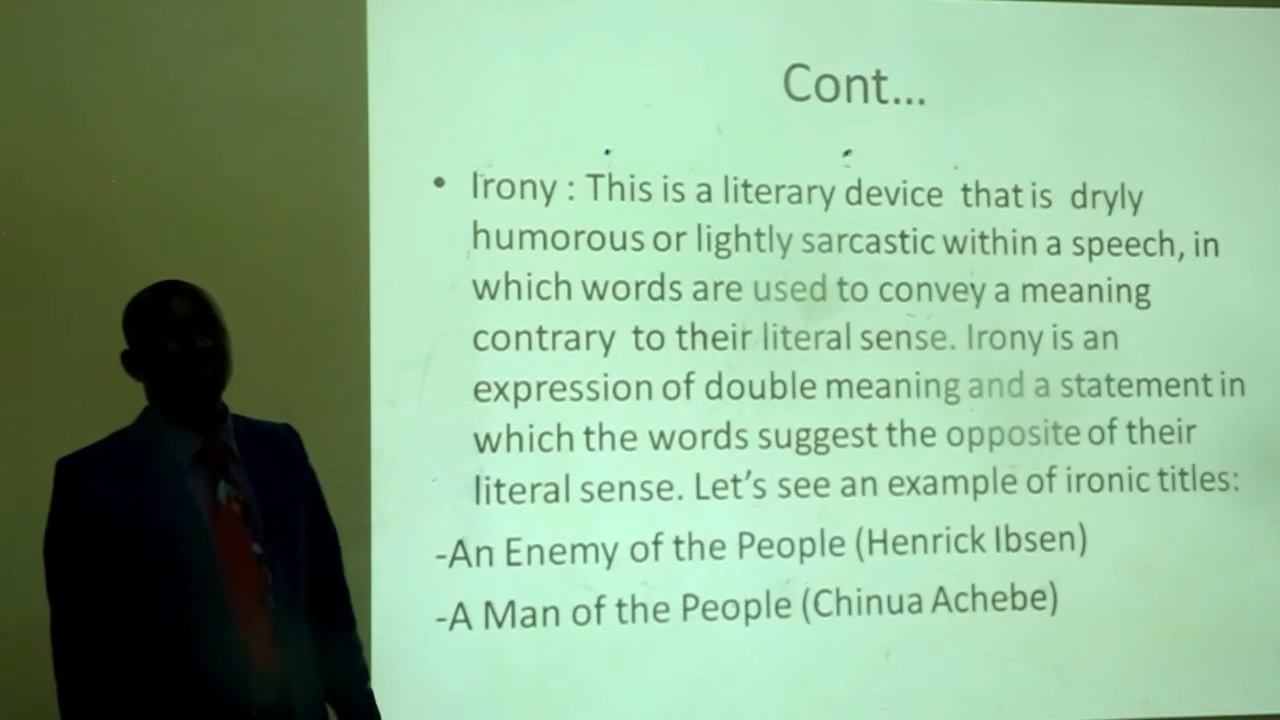 Cont...
• Irony : This is a literary device that is dryly
humorous or lightly sarcastic within a speech, in
which words are used to convey a meaning
contrary to their literal sense. Irony is an
expression of double meaning and a statement in
which the words suggest the opposite of their
literal sense. Let's see an example of ironic titles:
-An Enemy of the People (Henrick Ibsen)
-A Man of the People (Chinua Achebe)